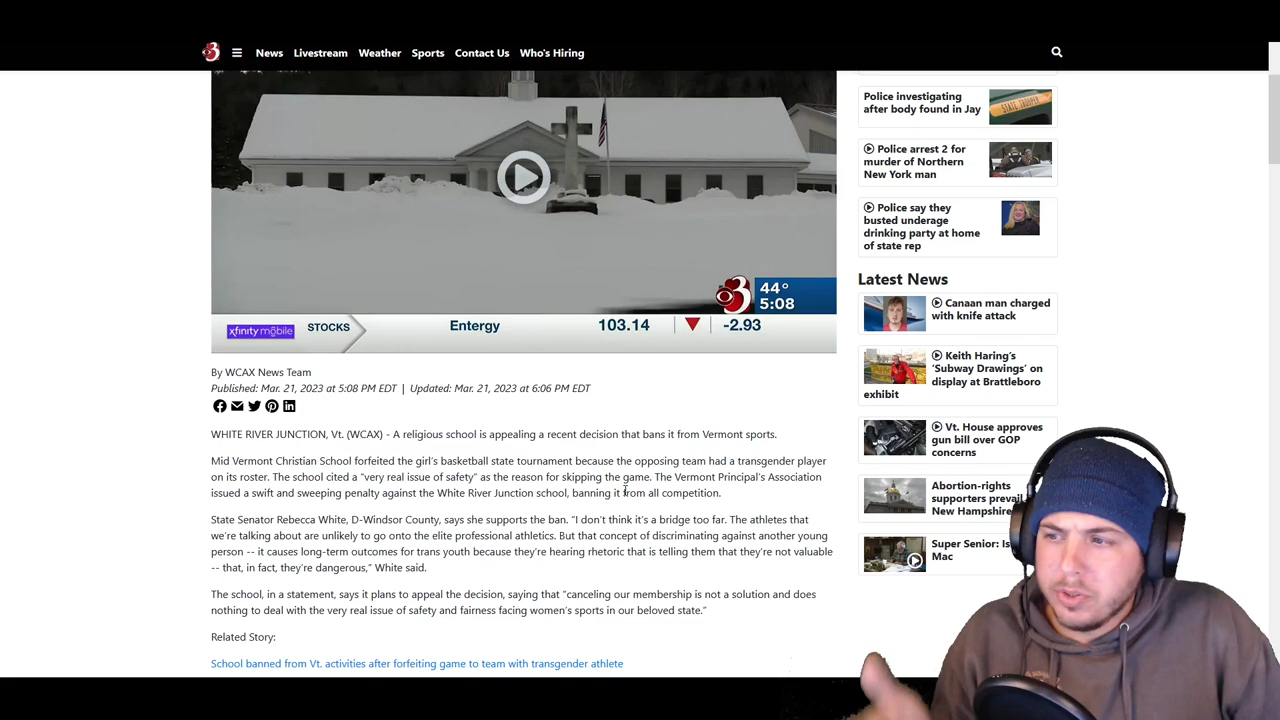 3
News Livestream Weather Sports Contact Us Who's Hiring
44°
3 5:08
xfinity mobile STOCKS Entergy 103.14 -2.93
By WCAX News Team
Published: Mar. 21, 2023 at 5:08 PM EDT | Updated: Mar. 21, 2023 at 6:06 PM EDT
WHITE RIVER JUNCTION, Vt. (WCAX) - A religious school is appealing a recent decision that bans it from Vermont sports.
Mid Vermont Christian School forfeited the girl's basketball state tournament because the opposing team had a transgender player
on its roster. The school cited a "very real issue of safety" as the reason for skipping the game. The Vermont Principal's Association
issued a swift and sweeping penalty against the White River Junction school, banning it from all competition.
State Senator Rebecca White, D-Windsor County, says she supports the ban. "I don't think it's a bridge too far. The athletes that
we're talking about are unlikely to go onto the elite professional athletics. But that concept of discriminating against another young
person -- it causes long-term outcomes for trans youth because they're hearing rhetoric that is telling them that they're not valuable
-- that, in fact, they're dangerous," White said.
The school, in a statement, says it plans to appeal the decision, saying that "canceling our membership is not a solution and does
nothing to deal with the very real issue of safety and fairness facing women's sports in our beloved state."
Related Story:
School banned from Vt. activities after forfeiting game to team with transgender athlete
Police investigating
after body found in Jay
STATE TROOPER
Police arrest 2 for
murder of Northern
New York man
Police say they
busted underage
drinking party at home
of state rep
Latest News
Canaan man charged
with knife attack
Keith Haring's
'Subway Drawings' on
display at Brattleboro
exhibit
Vt. House approves
gun bill over GOP
concerns
Abortion-rights
supporters prevail
New Hampshire
Super Senior:
Mac